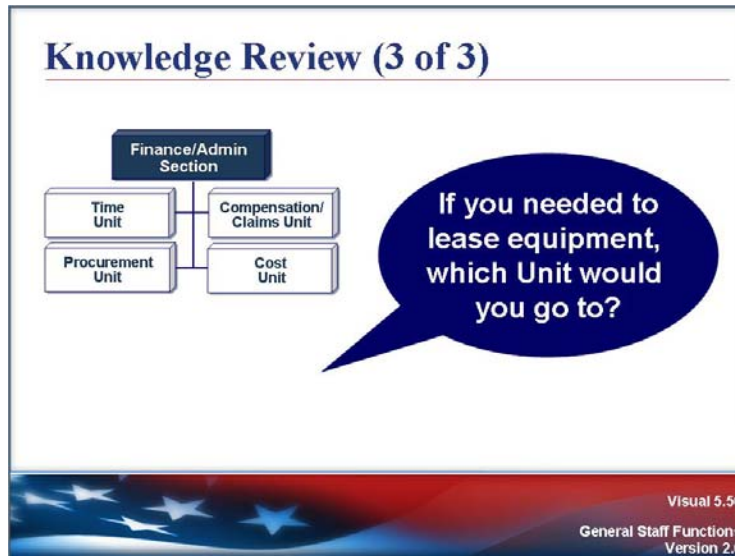 Knowledge Review (3 of 3)
Finance/Admin
Section
Time
Unit
Compensation/
Claims Unit
Procurement
Unit
Cost
Unit
If you needed to
lease equipment,
which Unit would
you go to?
Visual 5.5
General Staff Function
Version 2.